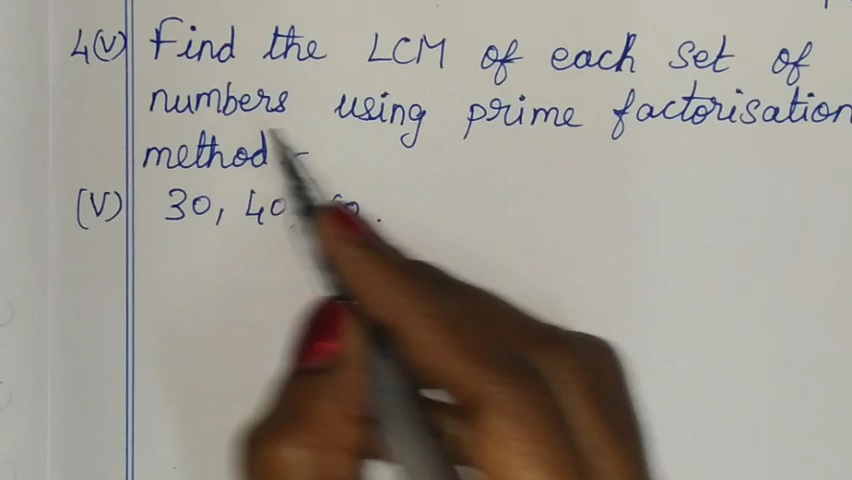 4(v) Find the LCM of each set of
numbers using prime factorisation
method :-
(V) 30, 40,